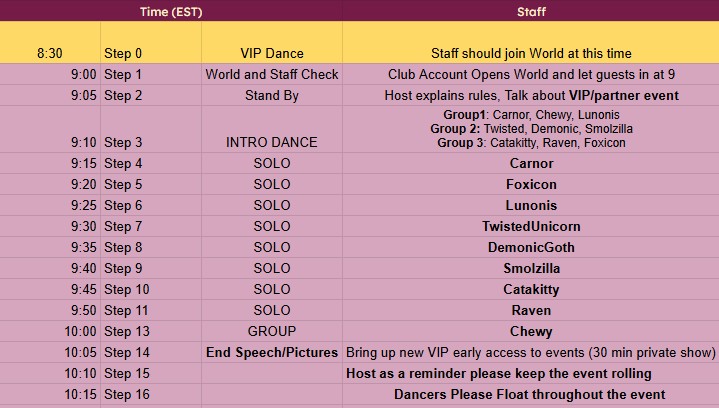 Time (EST) Staff
8:30 Step 0 VIP Dance Staff should join World at this time
9:00 Step 1 World and Staff Check Club Account Opens World and let guests in at 9
9:05 Step 2 Stand By Host explains rules, Talk about VIP/partner event
Group1: Carnor, Chewy, Lunonis
Group 2: Twisted, Demonic, Smolzilla
9:10 Step 3 INTRO DANCE Group 3: Catakitty, Raven, Foxicon
9:15 Step 4 SOLO Carnor
9:20 Step 5 SOLO Foxicon
9:25 Step 6 SOLO Lunonis
9:30 Step 7 SOLO TwistedUnicorn
9:35 Step 8 SOLO DemonicGoth
9:40 Step 9 SOLO Smolzilla
9:45 Step 10 SOLO Catakitty
9:50 Step 11 SOLO Raven
10:00 Step 13 GROUP Chewy
10:05 Step 14 End Speech/Pictures Bring up new VIP early access to events (30 min private show)
10:10 Step 15 Host as a reminder please keep the event rolling
10:15 Step 16 Dancers Please Float throughout the event